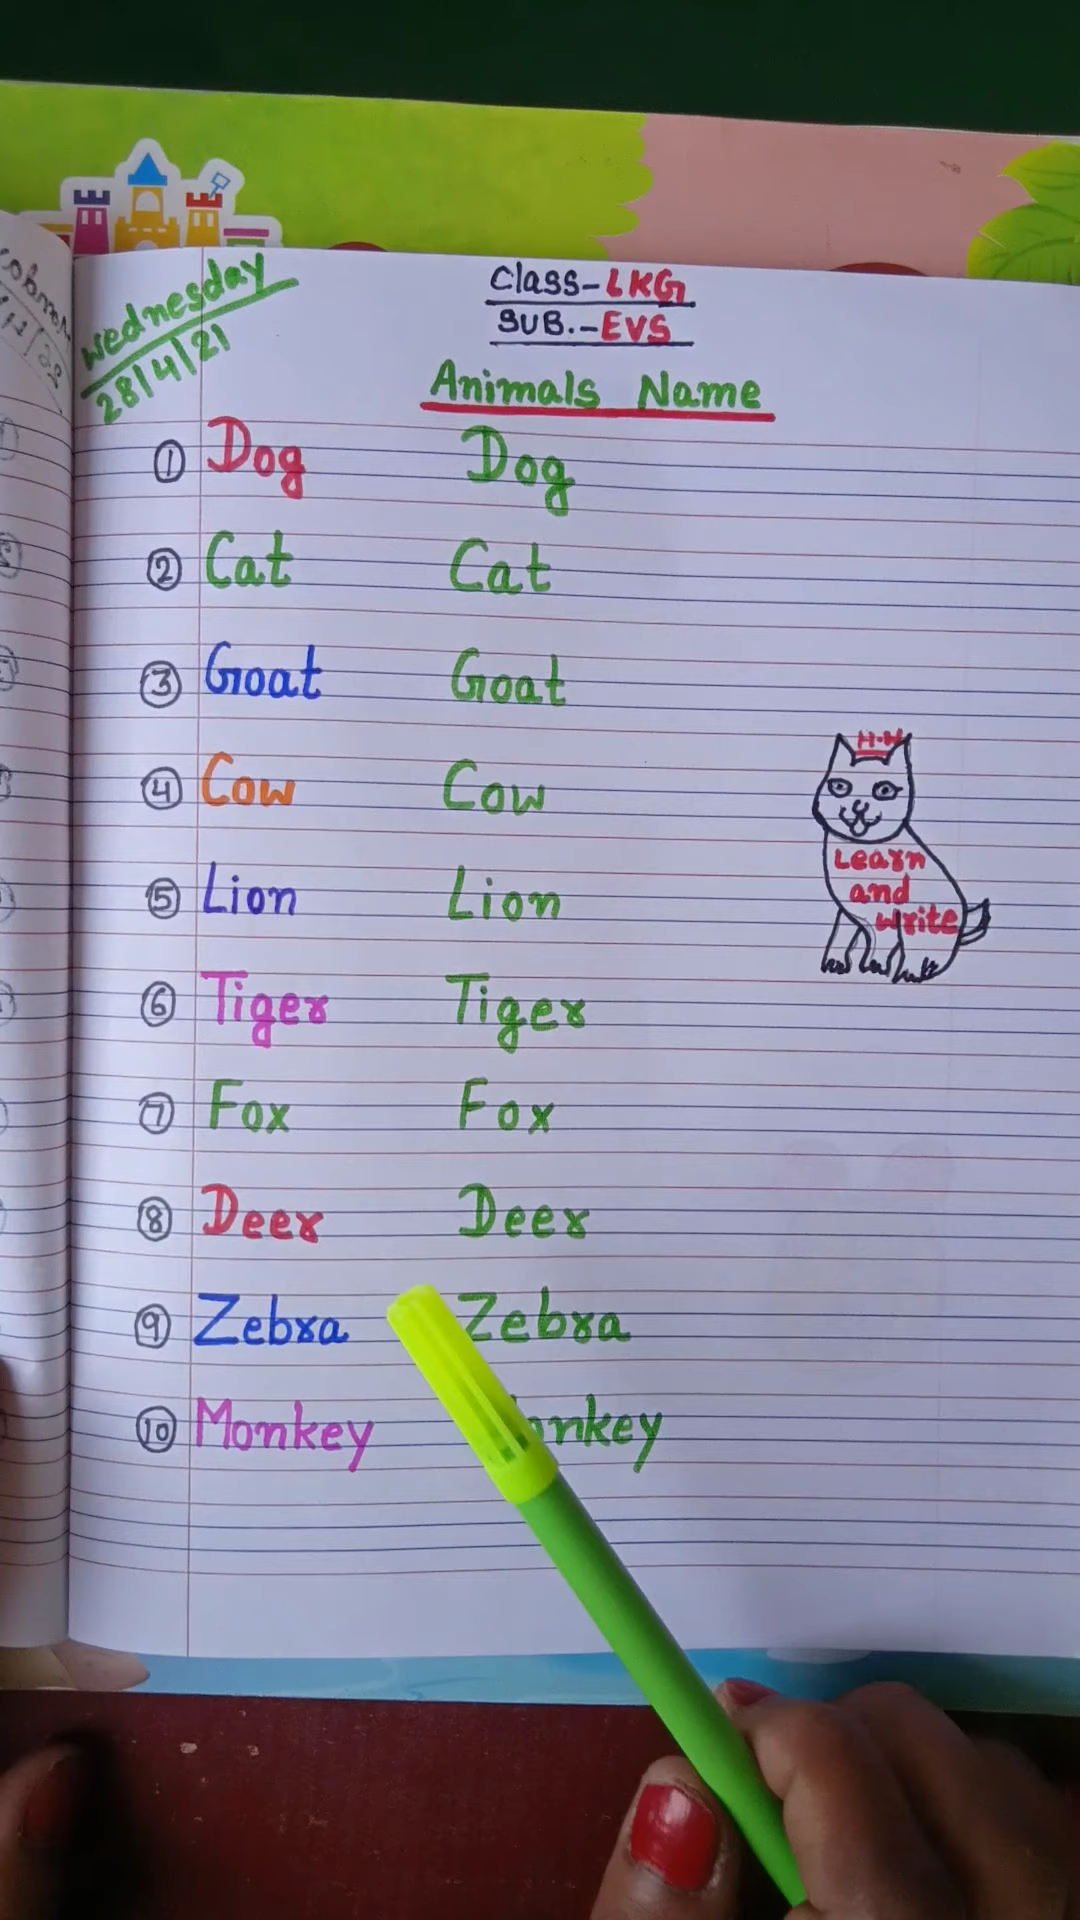 Wednesday
28/4/21
Class-LKG
SUB.-EVS
Animals Name
① Dog Dog
② Cat Cat
③ Goat Goat
④ Cow Cow
⑤ Lion Lion
⑥ Tiger Tiger
⑦ Fox Fox
⑧ Deer Deer
⑨ Zebra Zebra
⑩ Monkey onkey
H.W
Learn
and
write